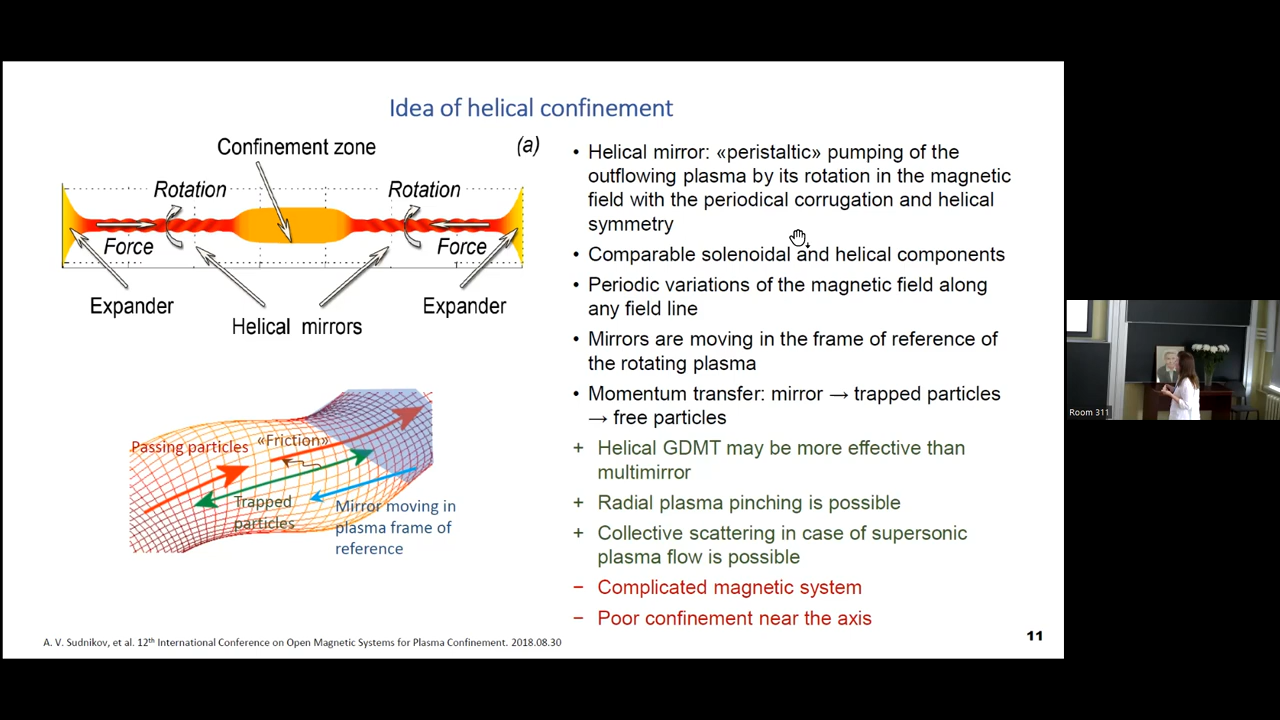 Idea of helical confinement
Confinement zone
(a)
Rotation
Rotation
Force
Force
Expander
Expander
Helical mirrors
Passing particles
«Friction»
Trapped
particles
Mirror moving in
plasma frame of
reference
• Helical mirror: «peristaltic» pumping of the
outflowing plasma by its rotation in the magnetic
field with the periodical corrugation and helical
symmetry
• Comparable solenoidal and helical components
• Periodic variations of the magnetic field along
any field line
• Mirrors are moving in the frame of reference of
the rotating plasma
• Momentum transfer: mirror → trapped particles
→ free particles
+ Helical GDMT may be more effective than
multimirror
+ Radial plasma pinching is possible
+ Collective scattering in case of supersonic
plasma flow is possible
− Complicated magnetic system
− Poor confinement near the axis
A. V. Sudnikov, et al. 12th International Conference on Open Magnetic Systems for Plasma Confinement. 2018.08.30
11
Room 311